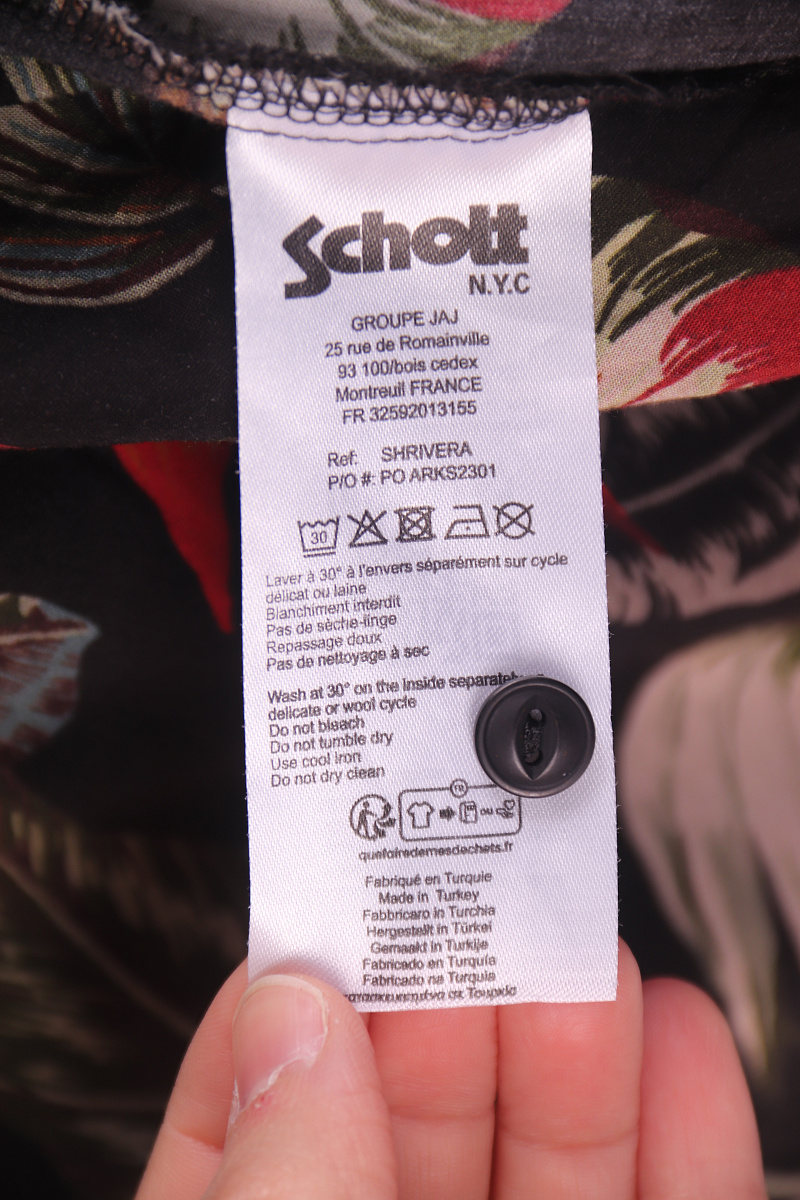 Schott
N.Y.C
GROUPE JAJ
25 rue de Romainville
93 100/bois cedex
Montreuil FRANCE
FR 32592013155
Ref: SHRIVERA
P/O #: PO ARKS2301
30
Laver à 30° à l'envers séparément sur cycle
délicat ou laine
Blanchiment interdit
Pas de sèche-linge
Repassage doux
Pas de nettoyage à sec
Wash at 30° on the inside
delicate or wool cycle
Do not bleach
Do not tumble dry
Use cool iron
Do not dry clean
FR
OU
quefairedemesdechets.fr
Fabriqué en Turquie
Made in Turkey
Fabbricaro in Turchia
Hergestellt in Türkei
Gemaakt in Turkije
Fabricado en Turquía
Fabricado na Turquia